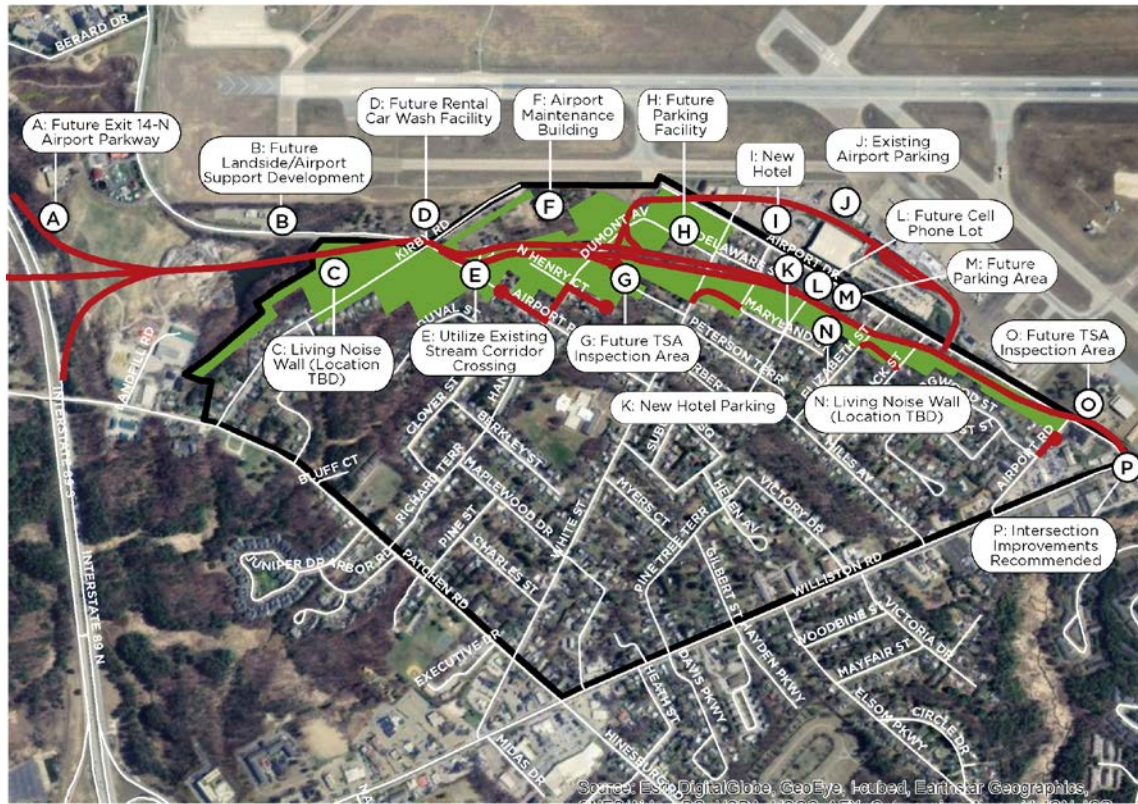 BERARD DR
A: Future Exit 14-N
Airport Parkway
B: Future
Landside/Airport
Support Development
D: Future Rental
Car Wash Facility
F: Airport
Maintenance
Building
H: Future
Parking
Facility
I: New
Hotel
J: Existing
Airport Parking
L: Future Cell
Phone Lot
M: Future
Parking Area
O: Future TSA
Inspection Area
A
B
C
D
E
F
G
H
I
J
K
L
M
N
O
P
C: Living Noise
Wall (Location
TBD)
E: Utilize Existing
Stream Corridor
Crossing
G: Future TSA
Inspection Area
K: New Hotel Parking
N: Living Noise Wall
(Location TBD)
P: Intersection
Improvements
Recommended
KIRBY RD
DUMONT AV
N HENRY CT
AIRPORT DR
PETERSON TERR
AIRPORT RD
LANDFILL RD
INTERSTATE 89 S
INTERSTATE 89 N
CLOVER ST
BERKLEY ST
MAPLEWOOD DR
RICHARD TERR
BLUFF CT
PINE ST
CHARLES ST
WHITE ST
JUNIPER DR
ARBOR RD
PATCHEN RD
EXECUTIVE DR
MYERS CT
HELEN AV
PINE TREE TERR
VICTORY DR
MILLS AV
GILBERT ST
HAYDEN PKWY
DAVIS PKWY
HEATH ST
WILLISTON RD
WOODBINE ST
MAYFAIR ST
VICTORIA DR
ELSOM PKWY
CIRCLE DR
MIDAS DR
ELIZABETH ST
Source: Esri, DigitalGlobe, GeoEye, i-cubed, Earthstar Geographics,